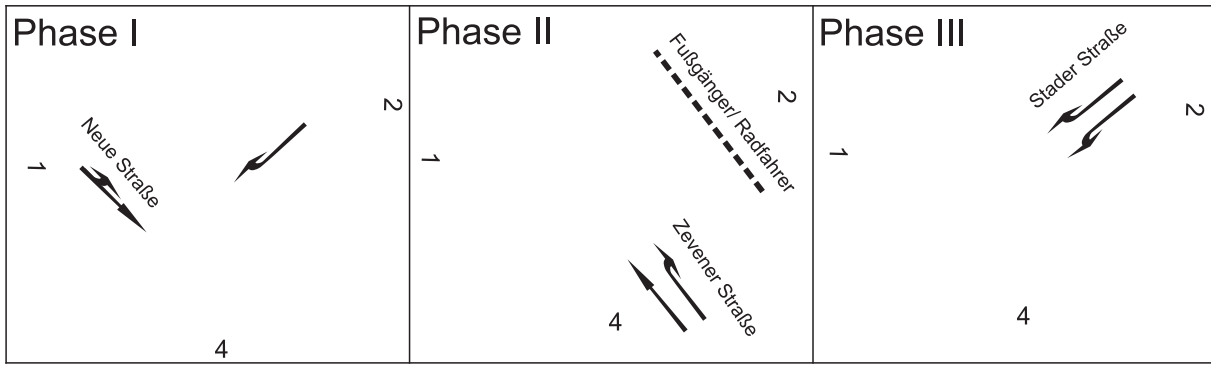 Phase I
Neue Straße
1
2
4
Phase II
Fußgänger/ Radfahrer
2
1
Zevener Straße
4
Phase III
Stader Straße
2
1
4